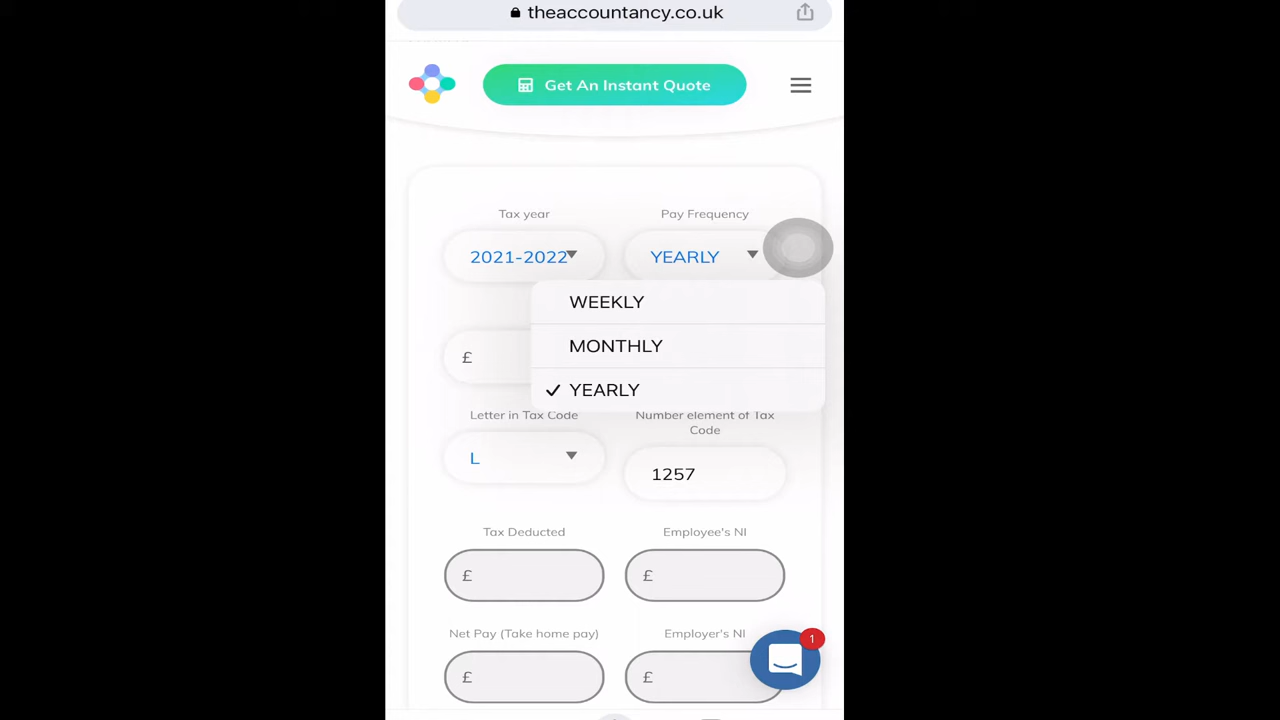 theaccountancy.co.uk
Get An Instant Quote
Tax year
Pay Frequency
2021-2022
YEARLY
WEEKLY
MONTHLY
YEARLY
£
Letter in Tax Code
Number element of Tax
Code
L
1257
Tax Deducted
Employee's NI
£
£
Net Pay (Take home pay)
Employer's NI
£
£
1